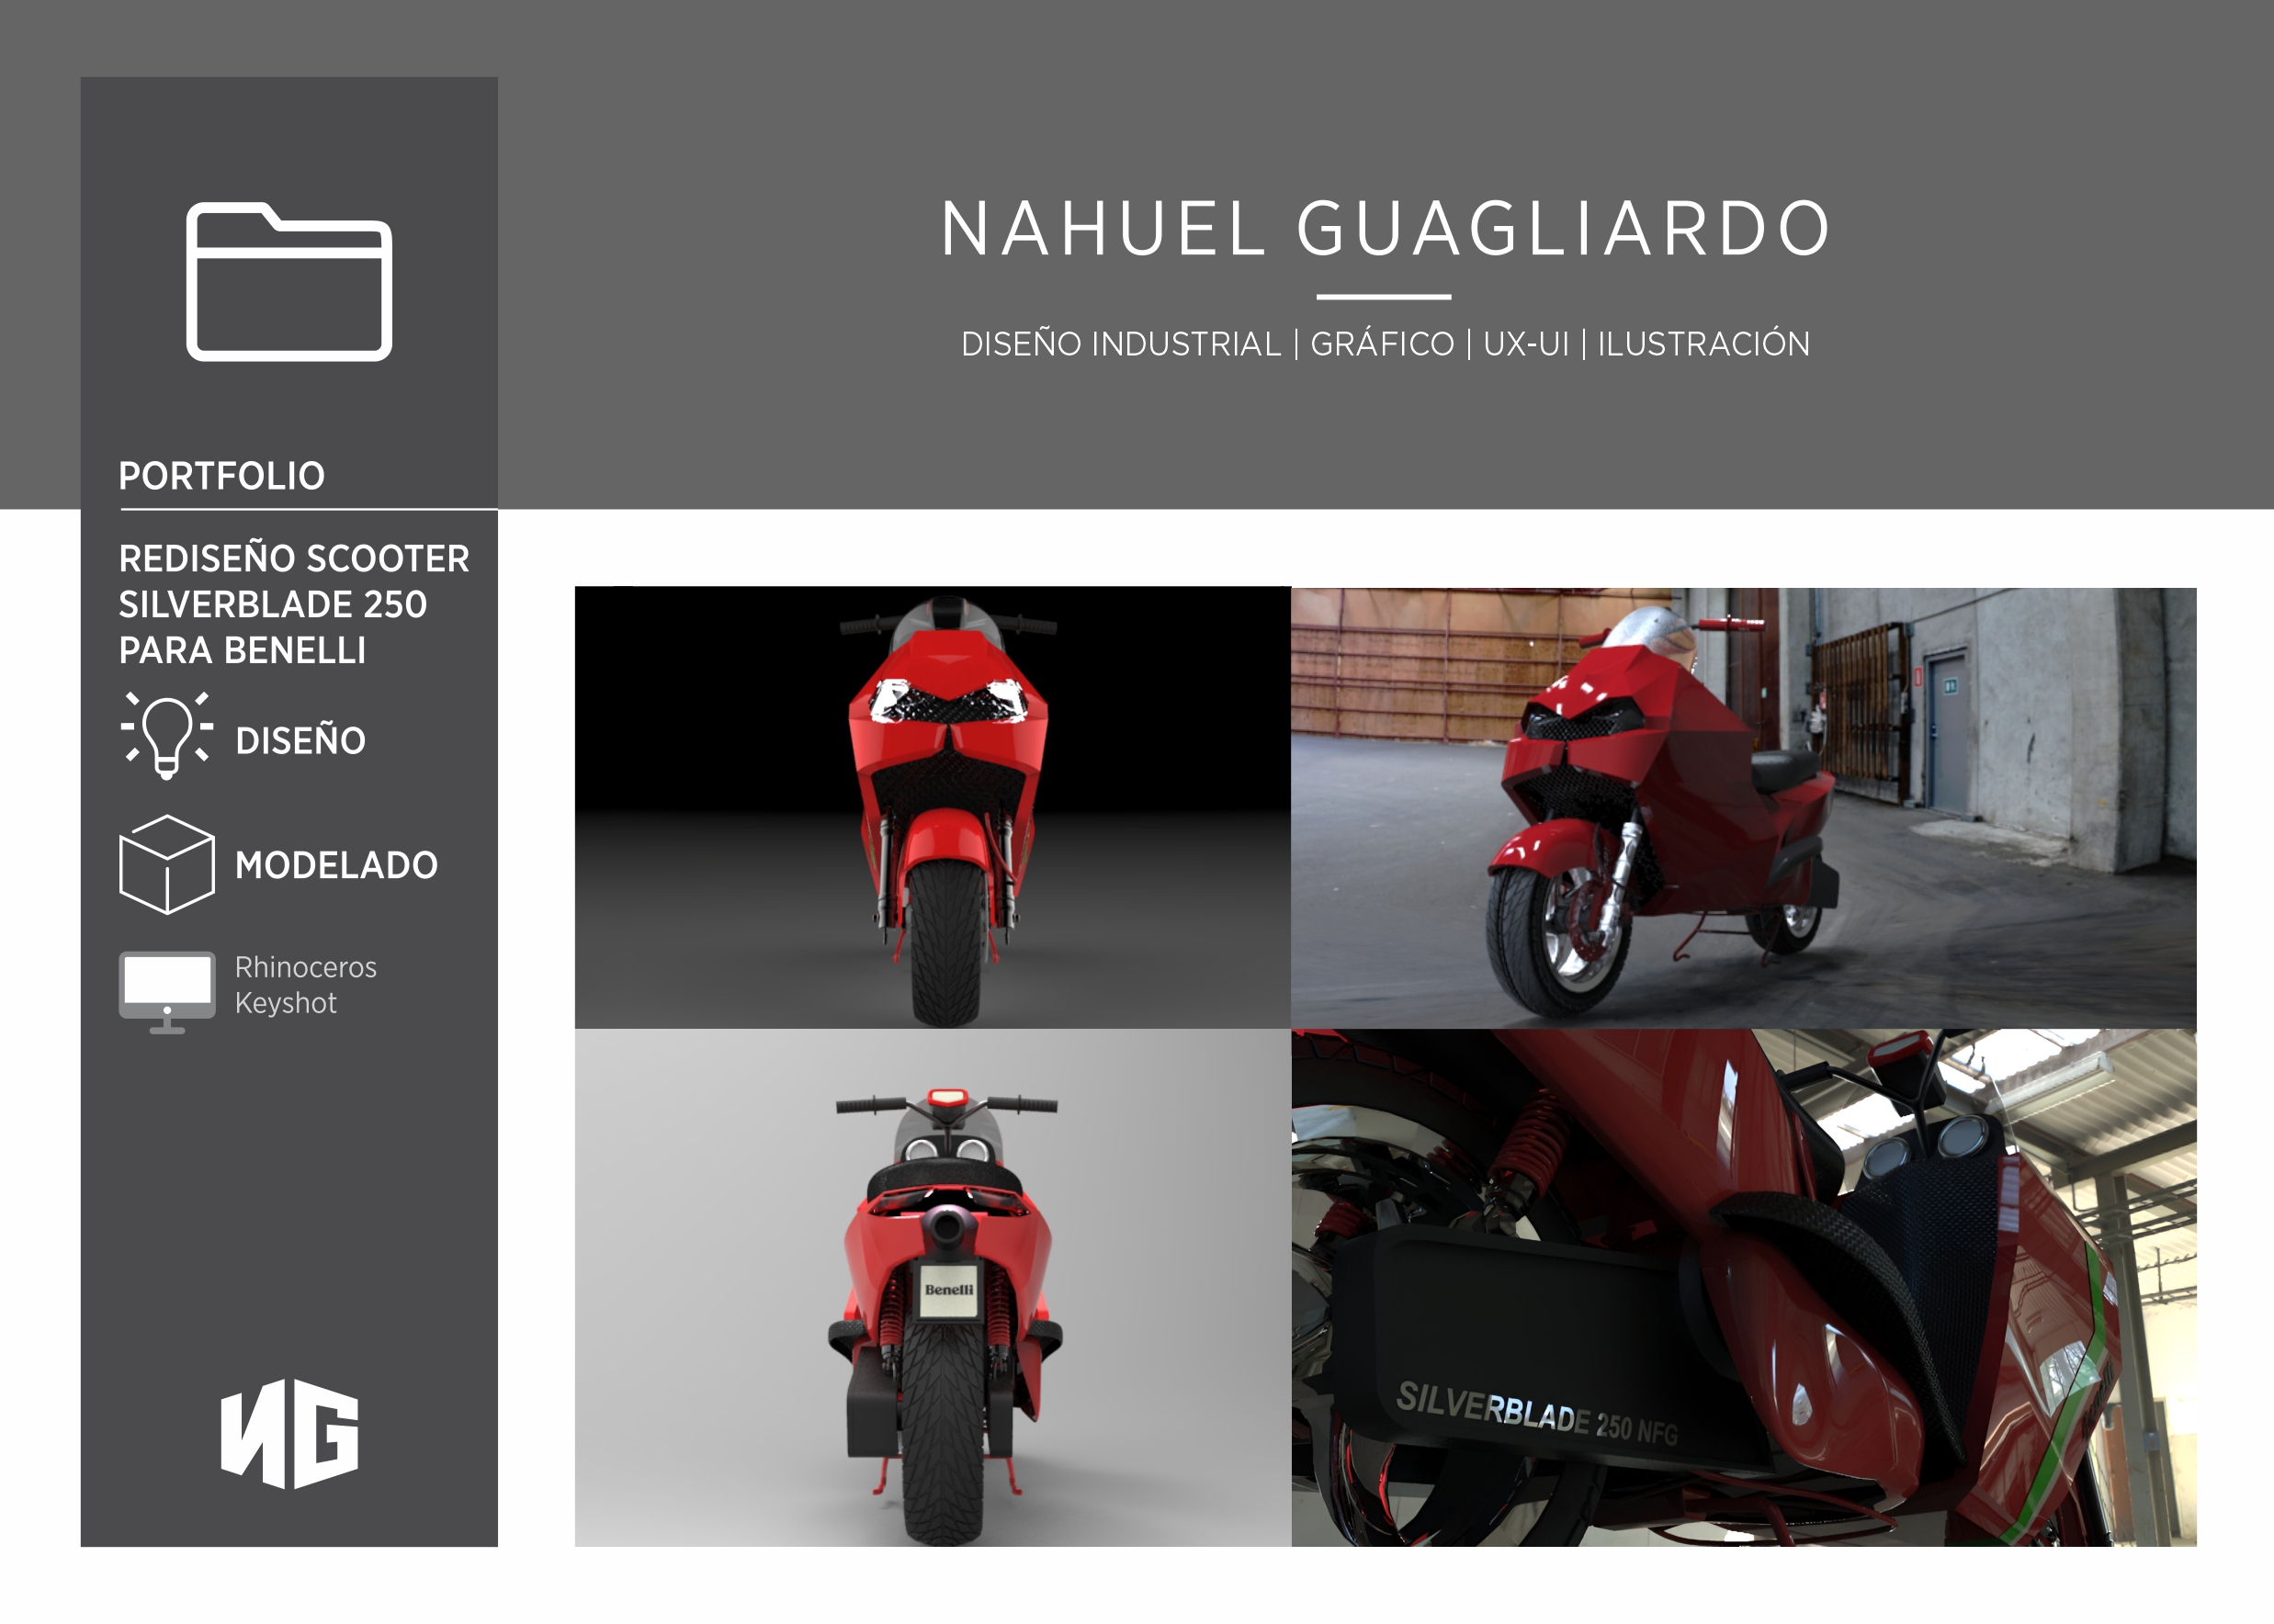 NAHUEL GUAGLIARDO
DISEÑO INDUSTRIAL | GRÁFICO | UX-UI | ILUSTRACIÓN
PORTFOLIO
REDISEÑO SCOOTER
SILVERBLADE 250
PARA BENELLI
DISEÑO
MODELADO
Rhinoceros
Keyshot
NG
Benelli
SILVERBLADE 250 NFG